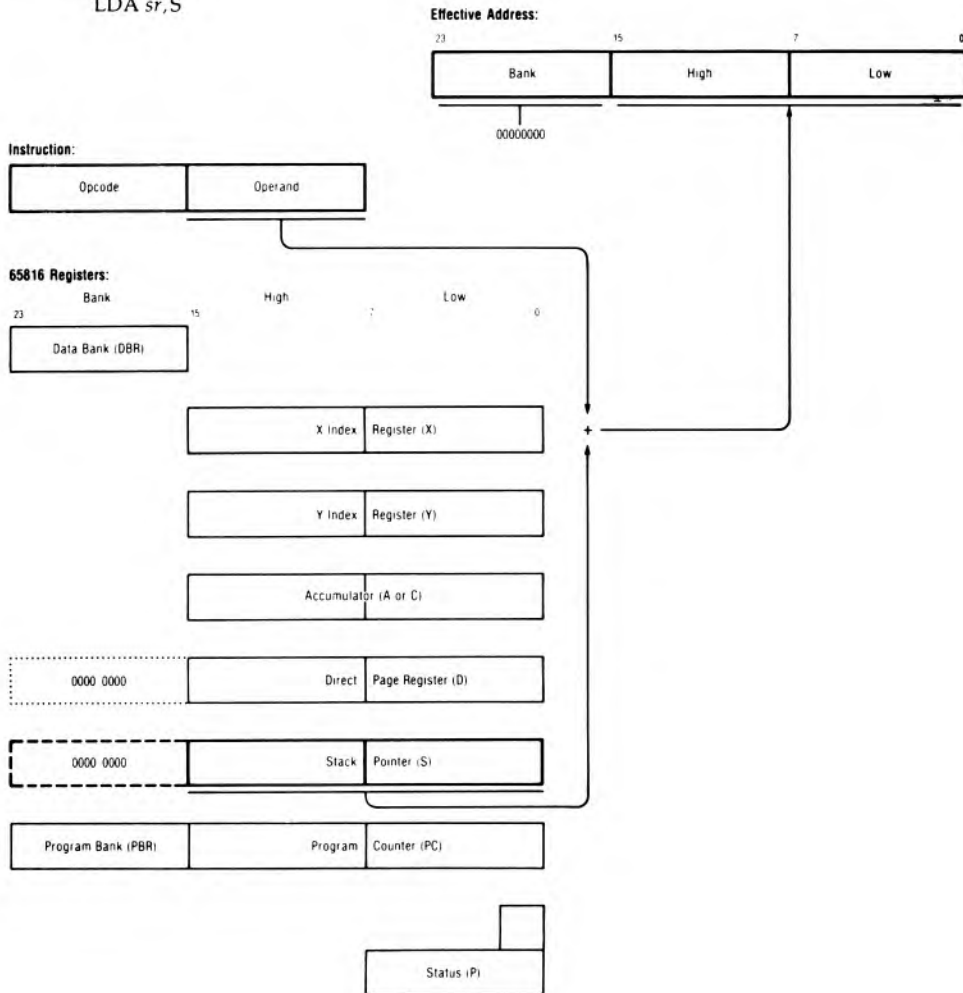 LDA sr,S
Effective Address:
23 15 7 0
Bank High Low
00000000
Instruction:
Opcode Operand
65816 Registers:
Bank High Low
23 15 7 0
Data Bank (DBR)
X Index Register (X)
+
Y Index Register (Y)
Accumulator (A or C)
0000 0000 Direct Page Register (D)
0000 0000 Stack Pointer (S)
Program Bank (PBR) Program Counter (PC)
Status (P)